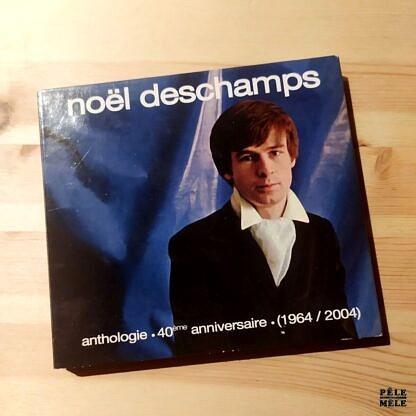 noël deschamps
anthologie • 40ème anniversaire • (1964 / 2004)
PÊLE
MÊLE